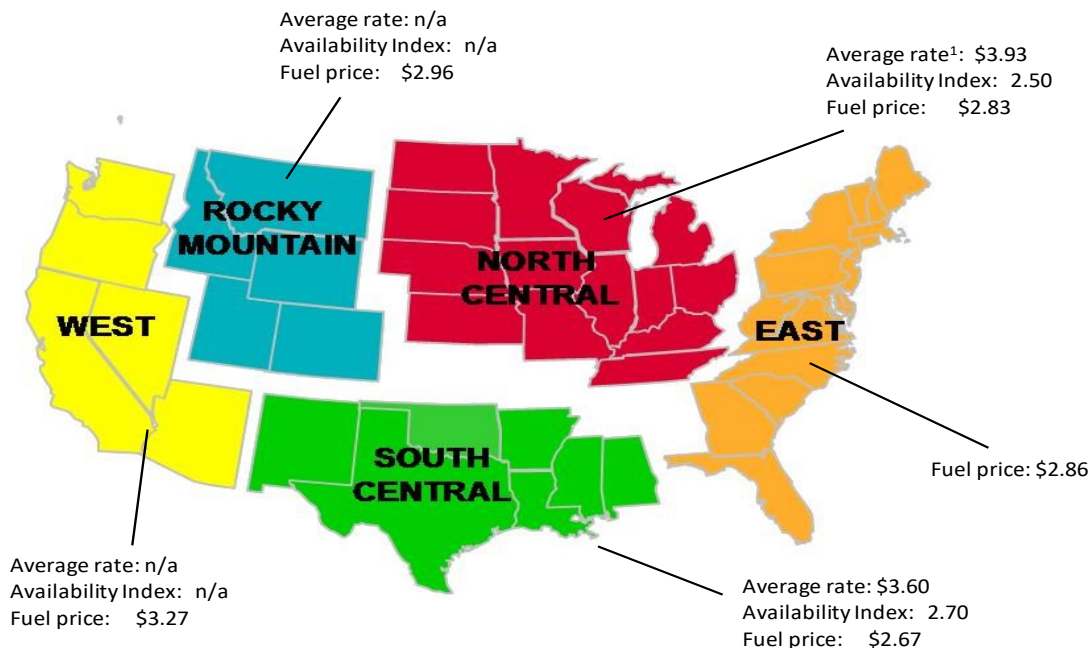 Average rate: n/a
Availability Index: n/a
Fuel price: $2.96
Average rate¹: $3.93
Availability Index: 2.50
Fuel price: $2.83
ROCKY
MOUNTAIN
NORTH
CENTRAL
WEST
EAST
SOUTH
CENTRAL
Fuel price: $2.86
Average rate: n/a
Availability Index: n/a
Fuel price: $3.27
Average rate: $3.60
Availability Index: 2.70
Fuel price: $2.67